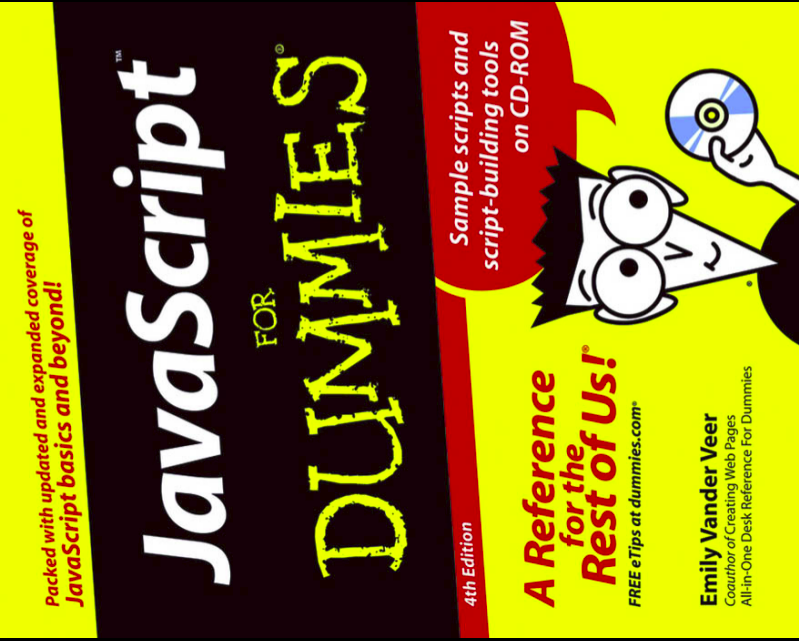 Packed with updated and expanded coverage of
JavaScript basics and beyond!
JavaScript™
FOR
DUMMIES®
Sample scripts and
script-building tools
on CD-ROM
4th Edition
A Reference
for the
Rest of Us!®
FREE eTips at dummies.com®
Emily Vander Veer
Coauthor of Creating Web Pages
All-in-One Desk Reference For Dummies